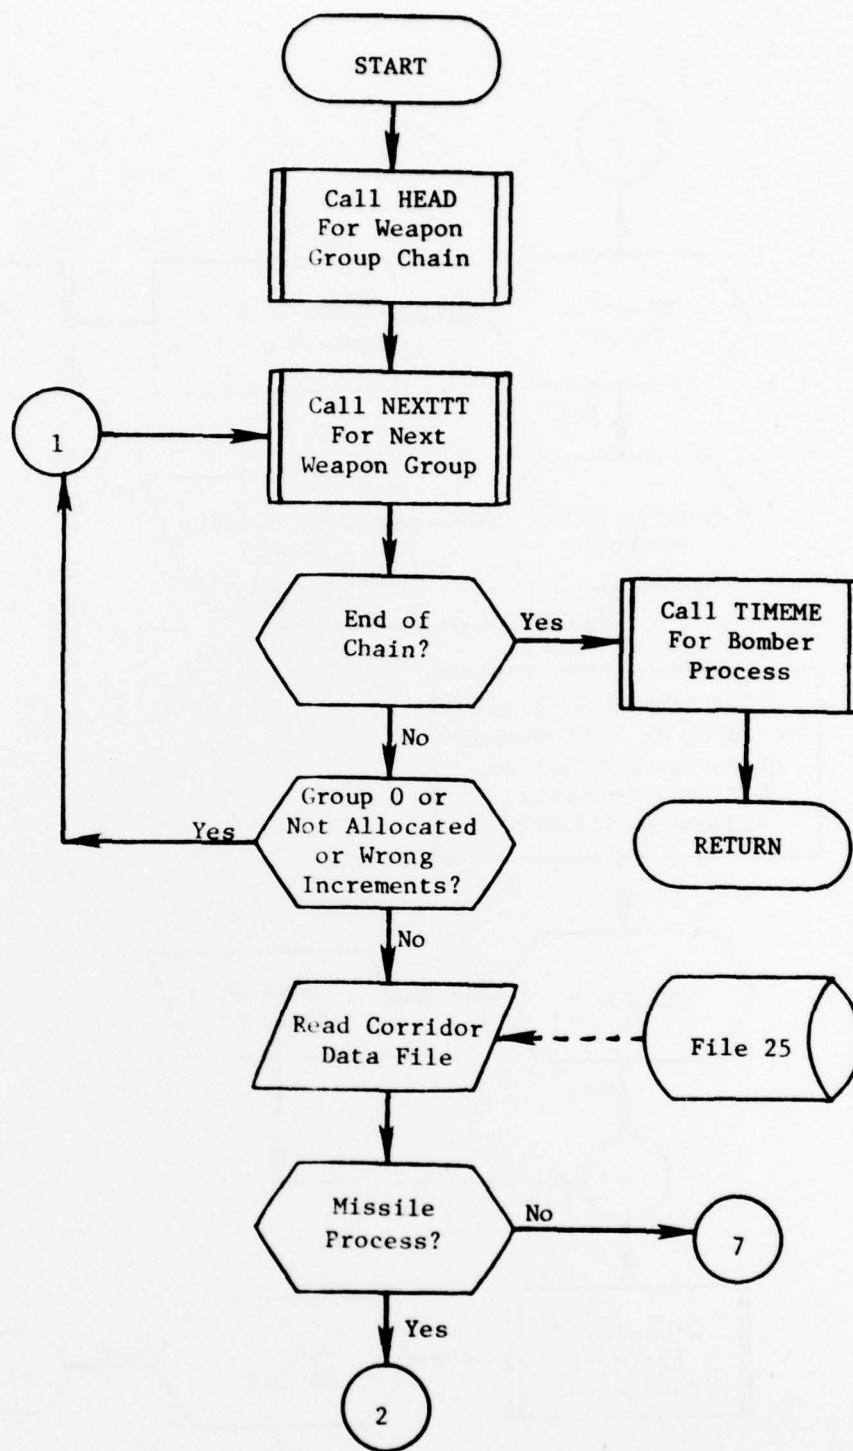 START
Call HEAD
For Weapon
Group Chain
1
Call NEXTTT
For Next
Weapon Group
End of
Chain?
Yes
Call TIMEME
For Bomber
Process
No
Group 0 or
Not Allocated
or Wrong
Increments?
Yes
RETURN
No
Read Corridor
Data File
File 25
Missile
Process?
No
7
Yes
2